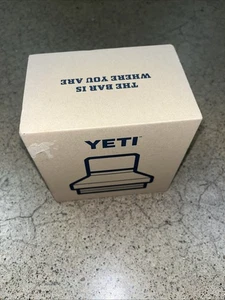 THE BAR IS
WHERE YOU ARE
YETI